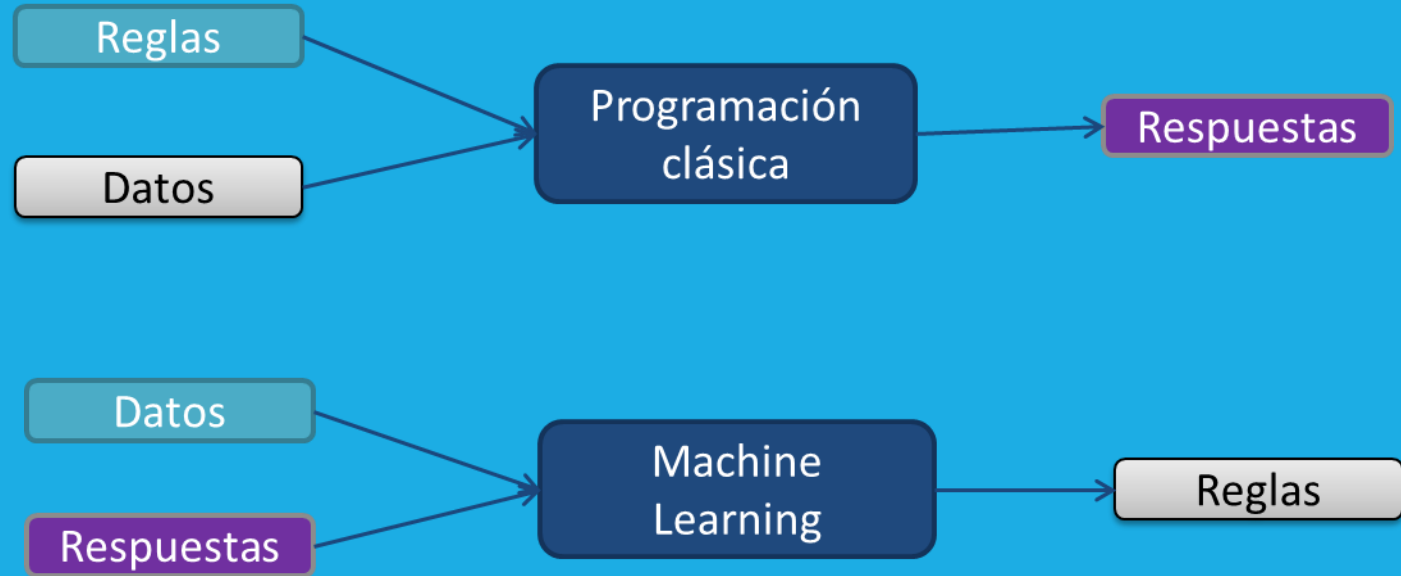 Reglas
Datos
Programación
clásica
Respuestas
Datos
Respuestas
Machine
Learning
Reglas